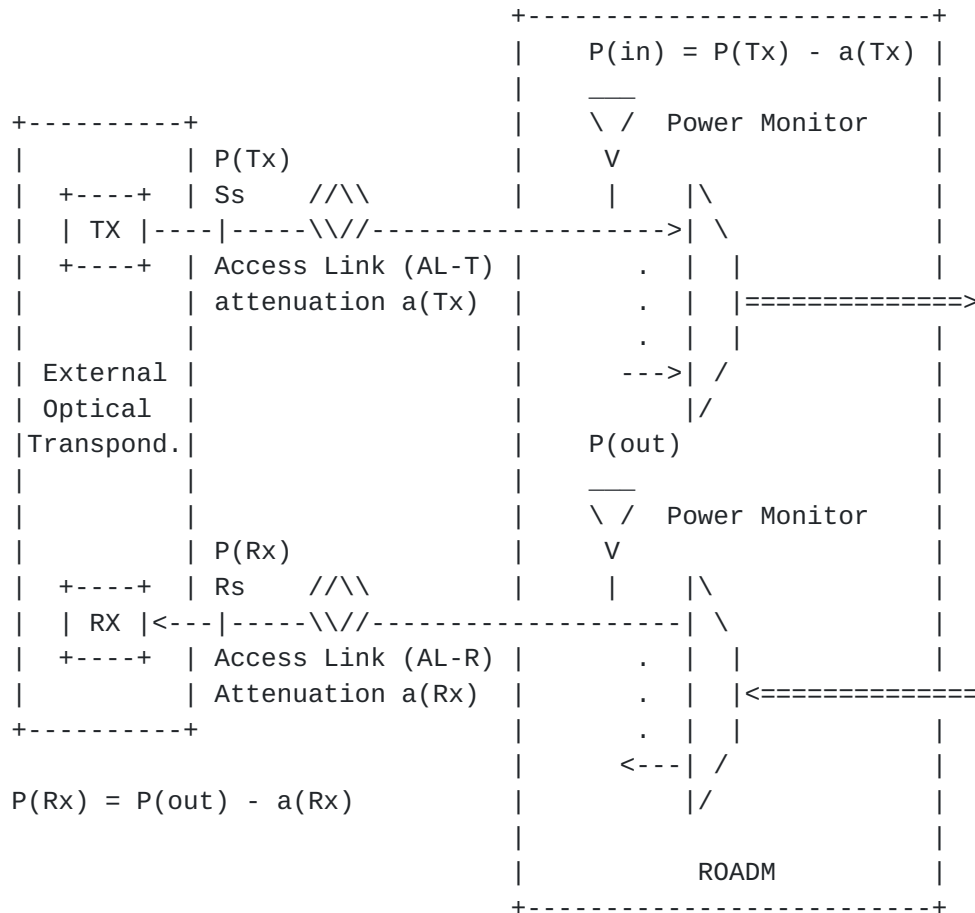 P(in) = P(Tx) - a(Tx)
Power Monitor
P(Tx)
V
Ss
TX
Access Link (AL-T)
attenuation a(Tx)
External
Optical
Transpond.
P(out)
Power Monitor
P(Rx)
V
Rs
RX
Access Link (AL-R)
Attenuation a(Rx)
P(Rx) = P(out) - a(Rx)
ROADM